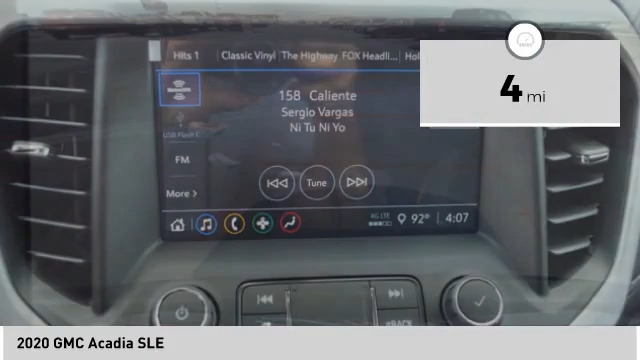 Hits 1
Classic Vinyl
The Highway
FOX Headli...
4 mi
158 Caliente
Sergio Vargas
Ni Tu Ni Yo
USB Flash
FM
Tune
More >
4G LTE
92°
4:07
BACK
2020 GMC Acadia SLE